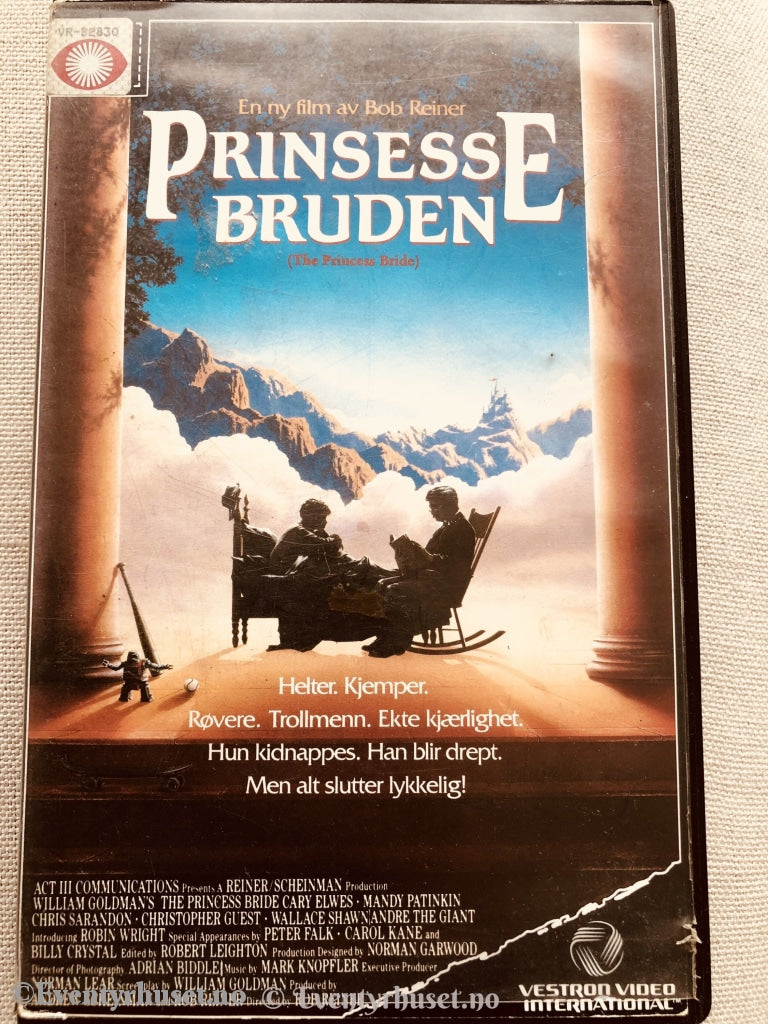 VR-82830
En ny film av Bob Reiner
PRINSESSE
BRUDEN
(The Princess Bride)
Helter. Kjemper.
Røvere. Trollmenn. Ekte kjærlighet.
Hun kidnappes. Han blir drept.
Men alt slutter lykkelig!
ACT III COMMUNICATIONS Presents A REINER/SCHEINMAN Production
WILLIAM GOLDMAN'S THE PRINCESS BRIDE CARY ELWES · MANDY PATINKIN
CHRIS SARANDON · CHRISTOPHER GUEST · WALLACE SHAWN ANDRE THE GIANT
Introducing ROBIN WRIGHT Special Appearances by PETER FALK · CAROL KANE and
BILLY CRYSTAL Edited by ROBERT LEIGHTON Production Designed by NORMAN GARWOOD
Director of Photography ADRIAN BIDDLE Music by MARK KNOPFLER Executive Producer
NORMAN LEAR Screenplay by WILLIAM GOLDMAN Produced by
Directed by
VESTRON VIDEO
INTERNATIONAL™
©Eventyrhuset.no © Eventyrhuset.no